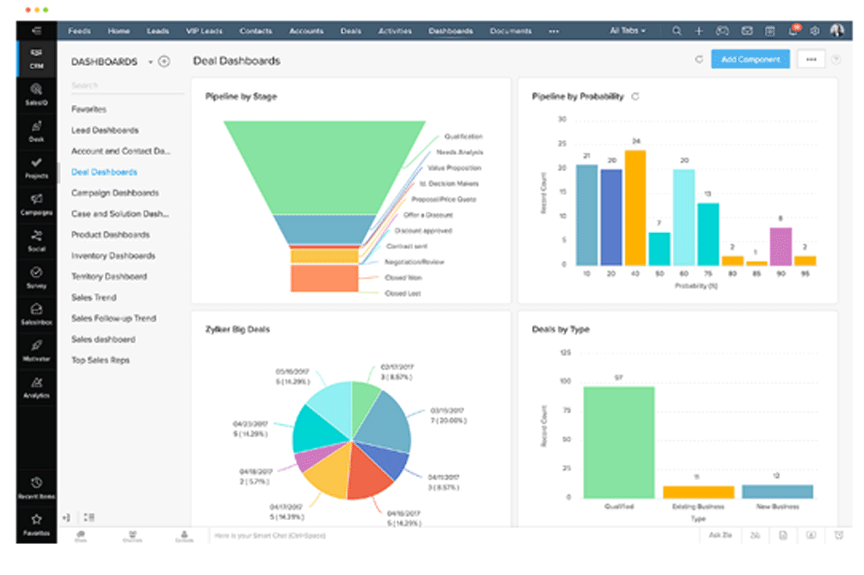 Feeds Home Leads VIP Leads Contacts Accounts Deals Activities Dashboards Documents ••• All Tabs
CRM
SalesIQ
Desk
Projects
Campaigns
Social
Survey
SalesInbox
Motivator
Analytics
Recent Items
Favorites
DASHBOARDS
Search
Favorites
Lead Dashboards
Account and Contact Da...
Deal Dashboards
Campaign Dashboards
Case and Solution Dash...
Product Dashboards
Inventory Dashboards
Territory Dashboard
Sales Trend
Sales Follow-up Trend
Sales dashboard
Top Sales Reps
Deal Dashboards
Add Component
•••
Pipeline by Stage
Qualification
Needs Analysis
Value Proposition
Id. Decision Makers
Proposal/Price Quote
Offer a Discount
Discount approved
Contract sent
Negotiation/Review
Closed Won
Closed Lost
Pipeline by Probability
Record Count
30
25
20
15
10
5
0
21 20 24 7 20 13 2 1 8 2
10 20 40 50 60 75 80 85 90 95
Probability (%)
Zylker Big Deals
02/17/2017
3 ( 8.57% )
03/15/2017
7 ( 20.00% )
04/11/2017
3 ( 8.57% )
04/18/2017
5 ( 14.29% )
04/17/2017
5 ( 14.29% )
04/18/2017
2 ( 5.71% )
04/23/2017
5 ( 14.29% )
05/16/2017
5 ( 14.29% )
Deals by Type
Record Count
125
100
75
50
25
0
97 11 12
Qualified Existing Business New Business
Type
Chats Channels Contacts
Here is your Smart Chat (Ctrl+Space)
Ask Zia